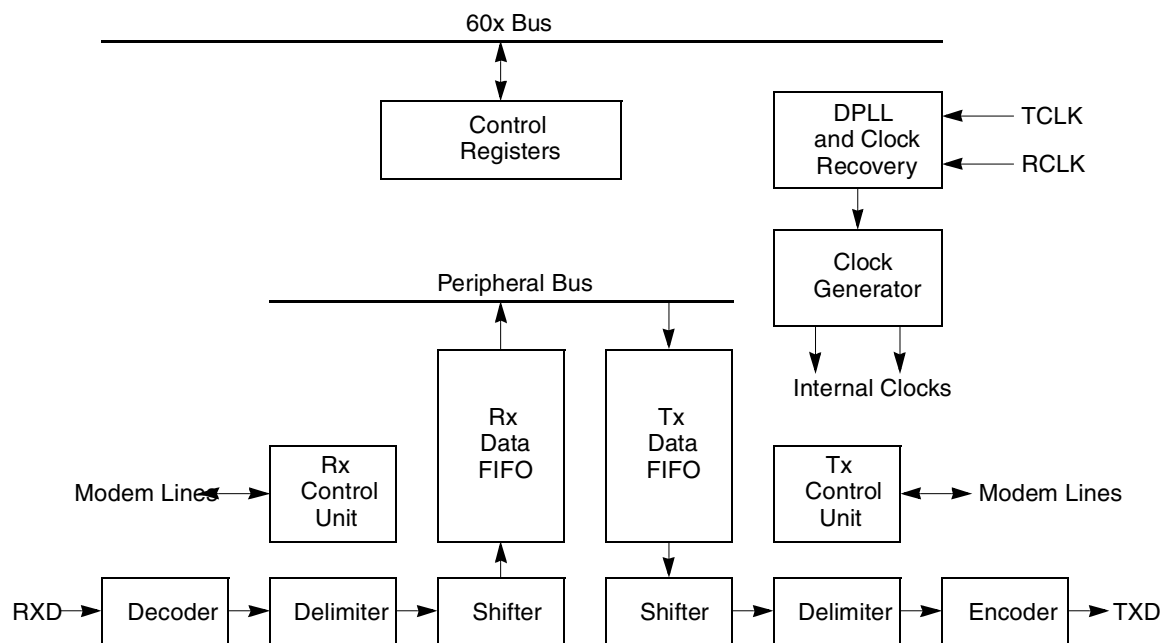 60x Bus
Control
Registers
DPLL
and Clock
Recovery
TCLK
RCLK
Clock
Generator
Internal Clocks
Peripheral Bus
Rx
Data
FIFO
Tx
Data
FIFO
Modem Lines
Rx
Control
Unit
Tx
Control
Unit
Modem Lines
RXD
Decoder
Delimiter
Shifter
Shifter
Delimiter
Encoder
TXD